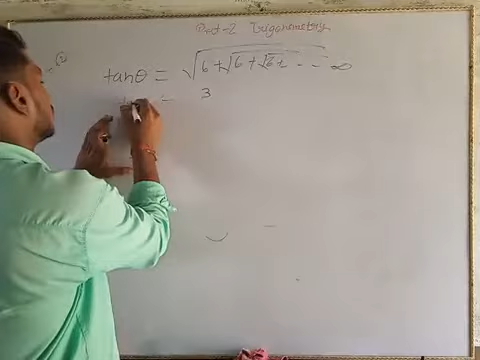 Part-2 Trigonometry
Q
tanθ = √6+√6+√6+ - - - ∞
= 3